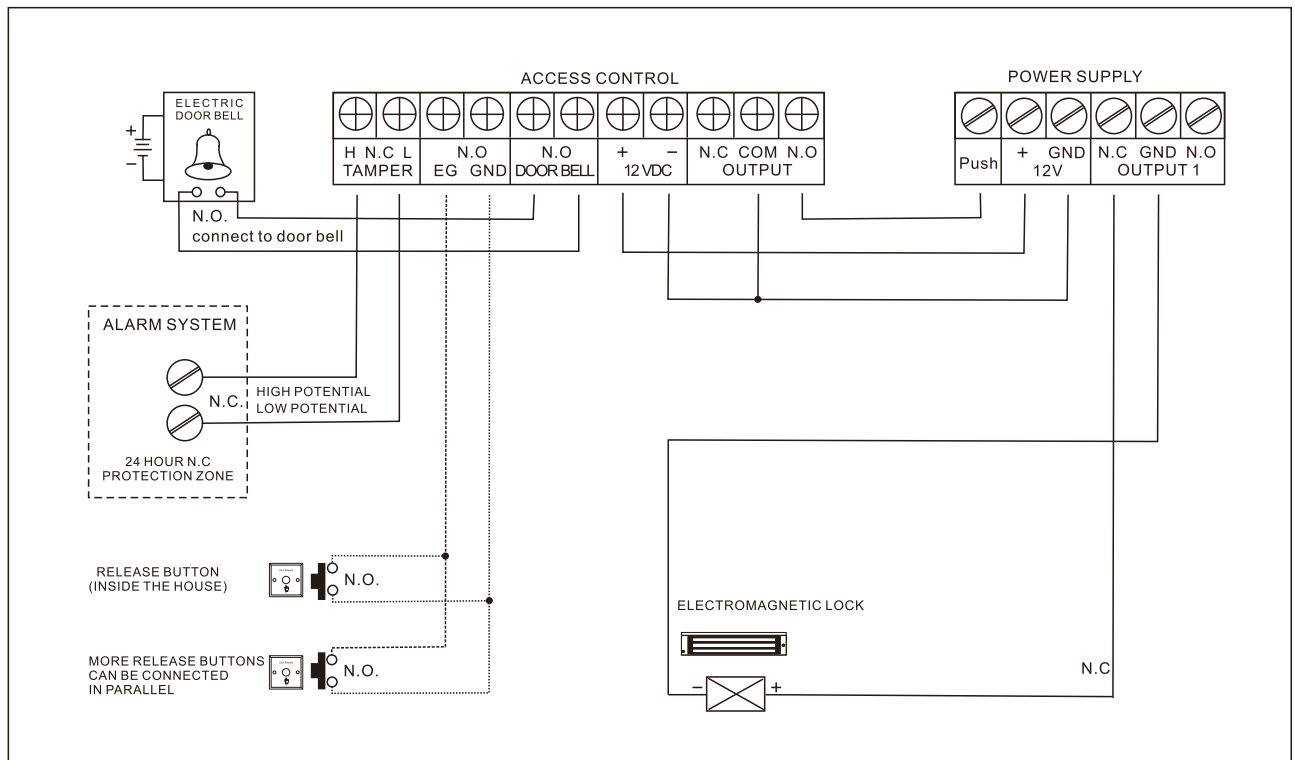 ACCESS CONTROL
POWER SUPPLY
ELECTRIC
DOOR BELL
+
−
H N.C L
TAMPER
N.O
EG GND
N.O
DOOR BELL
+ −
12 VDC
N.C COM N.O
OUTPUT
Push
+ GND
12V
N.C GND N.O
OUTPUT 1
N.O.
connect to door bell
ALARM SYSTEM
N.C.
HIGH POTENTIAL
LOW POTENTIAL
24 HOUR N.C
PROTECTION ZONE
RELEASE BUTTON
(INSIDE THE HOUSE)
N.O.
MORE RELEASE BUTTONS
CAN BE CONNECTED
IN PARALLEL
N.O.
ELECTROMAGNETIC LOCK
N.C
− +